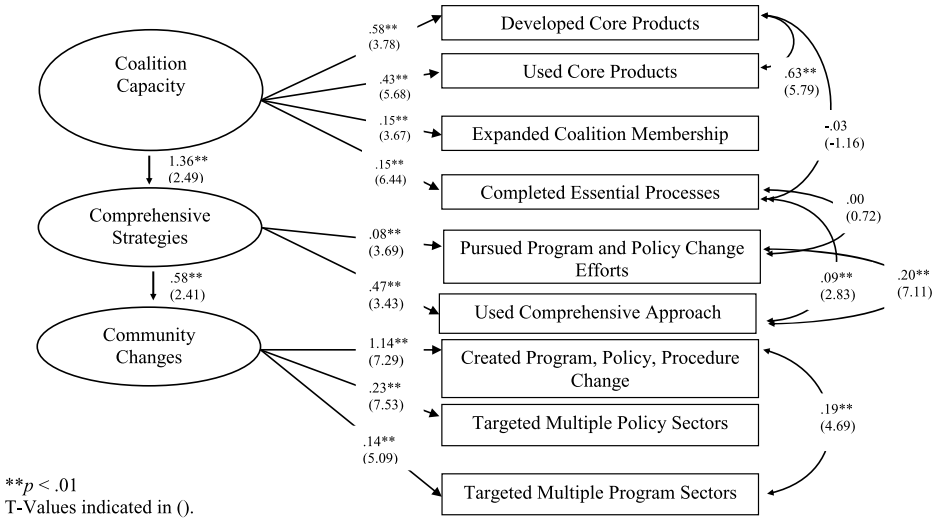 Coalition
Capacity
1.36**
(2.49)
Comprehensive
Strategies
.58**
(2.41)
Community
Changes
.58**
(3.78)
.43**
(5.68)
.15**
(3.67)
.15**
(6.44)
.08**
(3.69)
.47**
(3.43)
1.14**
(7.29)
.23**
(7.53)
.14**
(5.09)
Developed Core Products
Used Core Products
Expanded Coalition Membership
Completed Essential Processes
Pursued Program and Policy Change
Efforts
Used Comprehensive Approach
Created Program, Policy, Procedure
Change
Targeted Multiple Policy Sectors
Targeted Multiple Program Sectors
.63**
(5.79)
-.03
(-1.16)
.00
(0.72)
.09**
(2.83)
.20**
(7.11)
.19**
(4.69)
**p < .01
T-Values indicated in ().